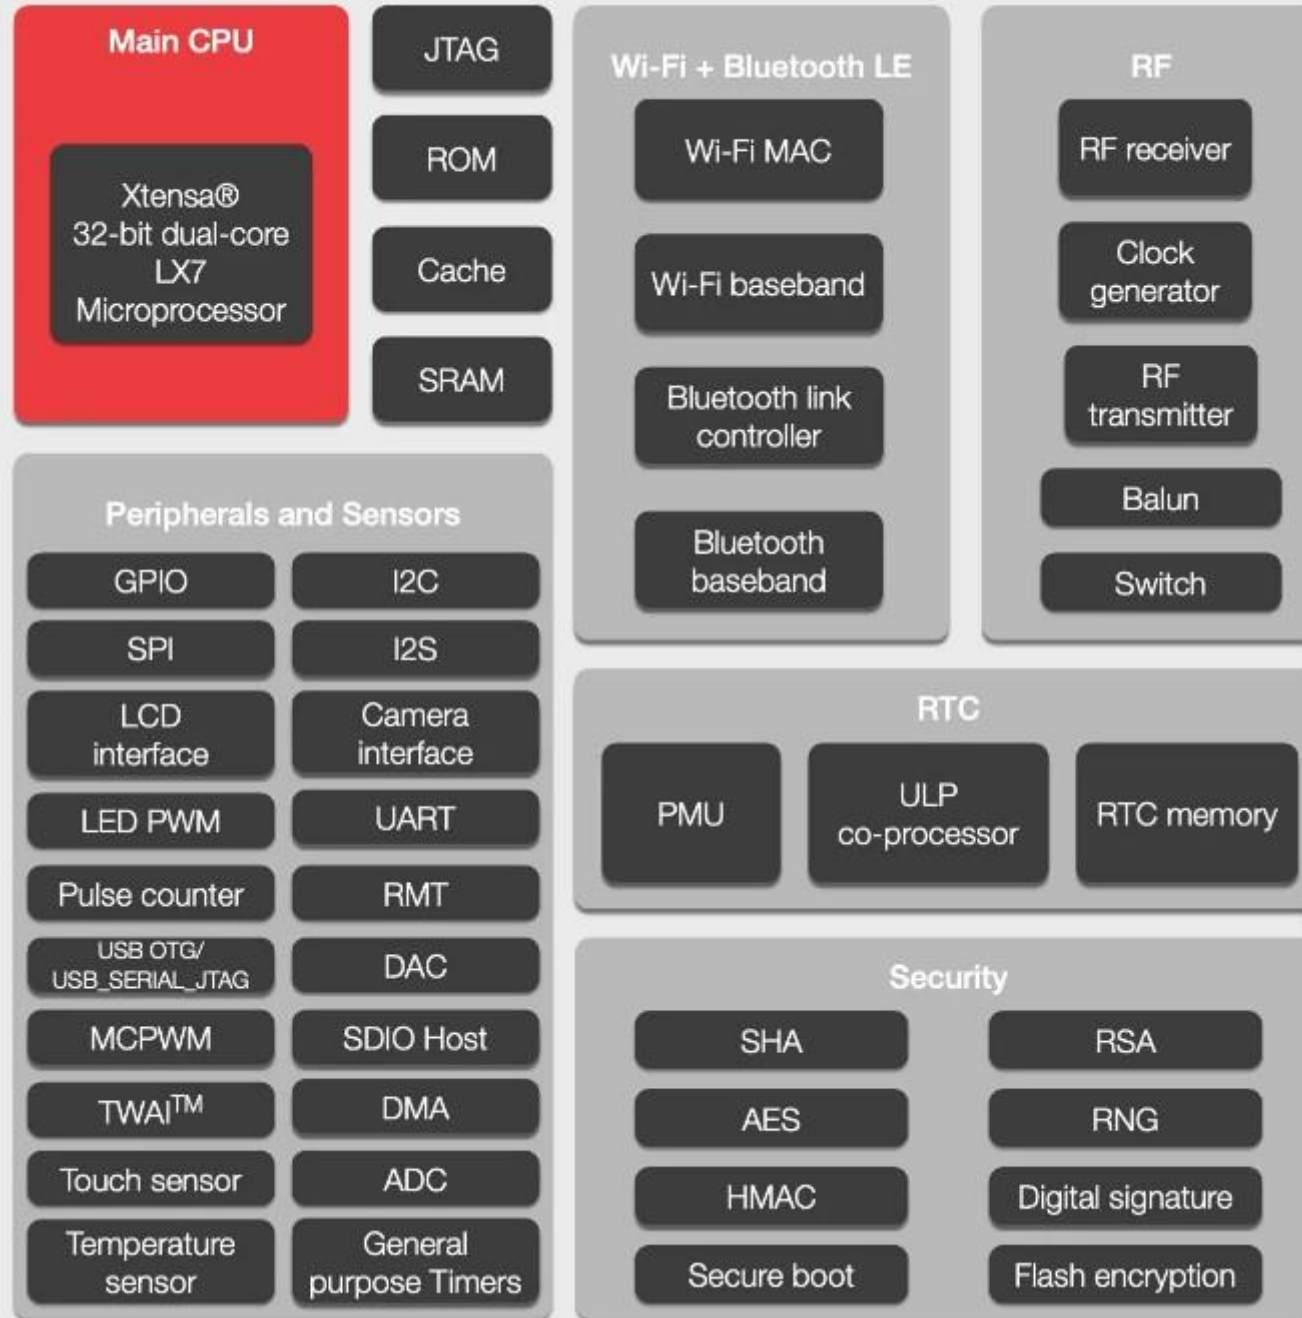 Main CPU
Xtensa®
32-bit dual-core
LX7
Microprocessor
JTAG
ROM
Cache
SRAM
Wi-Fi + Bluetooth LE
Wi-Fi MAC
Wi-Fi baseband
Bluetooth link
controller
Bluetooth
baseband
RF
RF receiver
Clock
generator
RF
transmitter
Balun
Switch
Peripherals and Sensors
GPIO
I2C
SPI
I2S
LCD
interface
Camera
interface
LED PWM
UART
Pulse counter
RMT
USB OTG/
USB_SERIAL_JTAG
DAC
MCPWM
SDIO Host
TWAI™
DMA
Touch sensor
ADC
Temperature
sensor
General
purpose Timers
RTC
PMU
ULP
co-processor
RTC memory
Security
SHA
RSA
AES
RNG
HMAC
Digital signature
Secure boot
Flash encryption